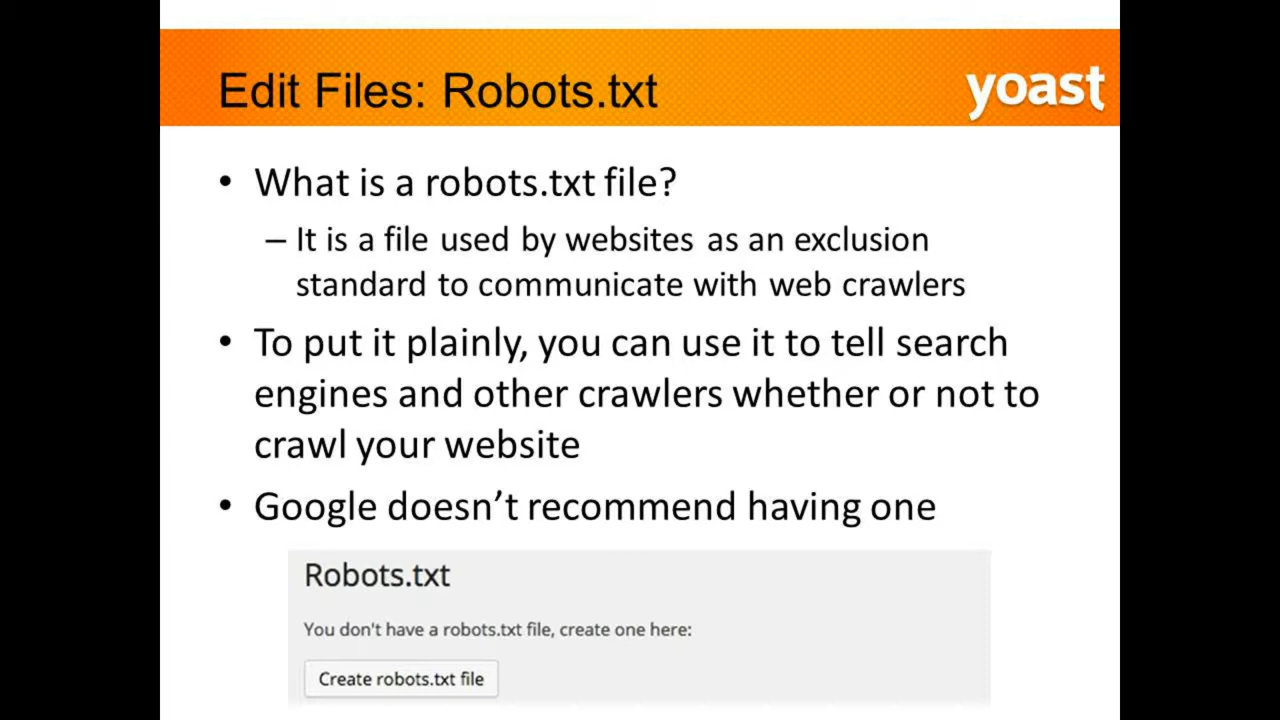 Edit Files: Robots.txt
yoast
• What is a robots.txt file?
– It is a file used by websites as an exclusion
standard to communicate with web crawlers
• To put it plainly, you can use it to tell search
engines and other crawlers whether or not to
crawl your website
• Google doesn’t recommend having one
Robots.txt
You don't have a robots.txt file, create one here:
Create robots.txt file